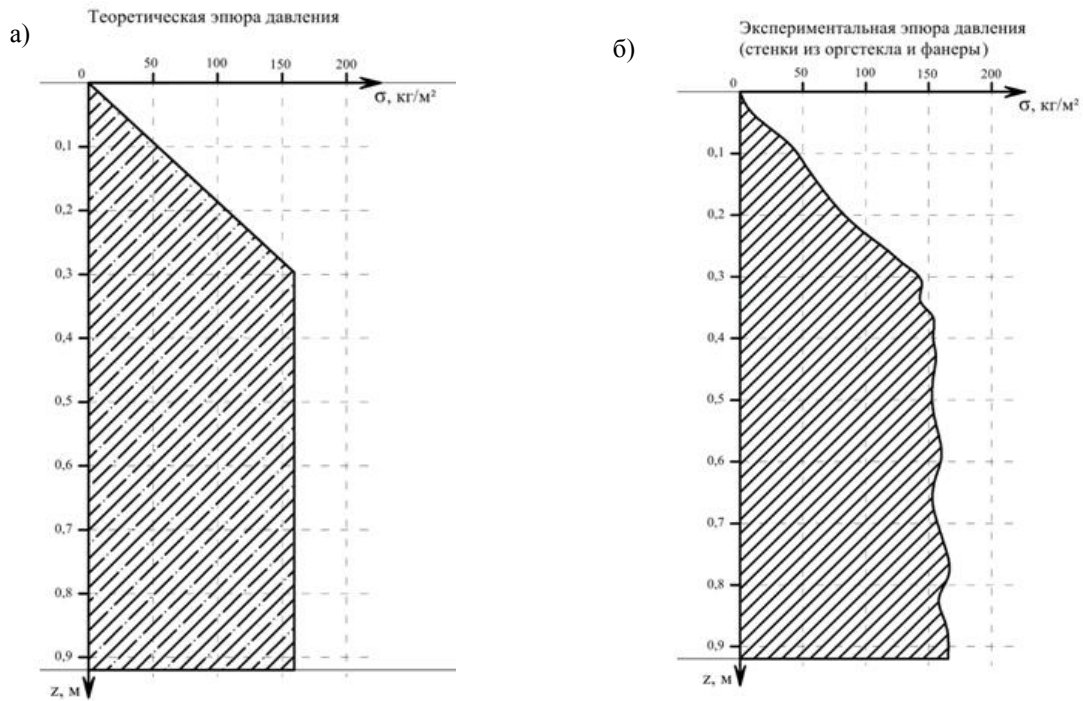 а)
Теоретическая эпюра давления
0 50 100 150 200
σ, кг/м²
0,1
0,2
0,3
0,4
0,5
0,6
0,7
0,8
0,9
z, м
б)
Экспериментальная эпюра давления
(стенки из оргстекла и фанеры)
0 50 100 150 200
σ, кг/м²
0,1
0,2
0,3
0,4
0,5
0,6
0,7
0,8
0,9
z, м